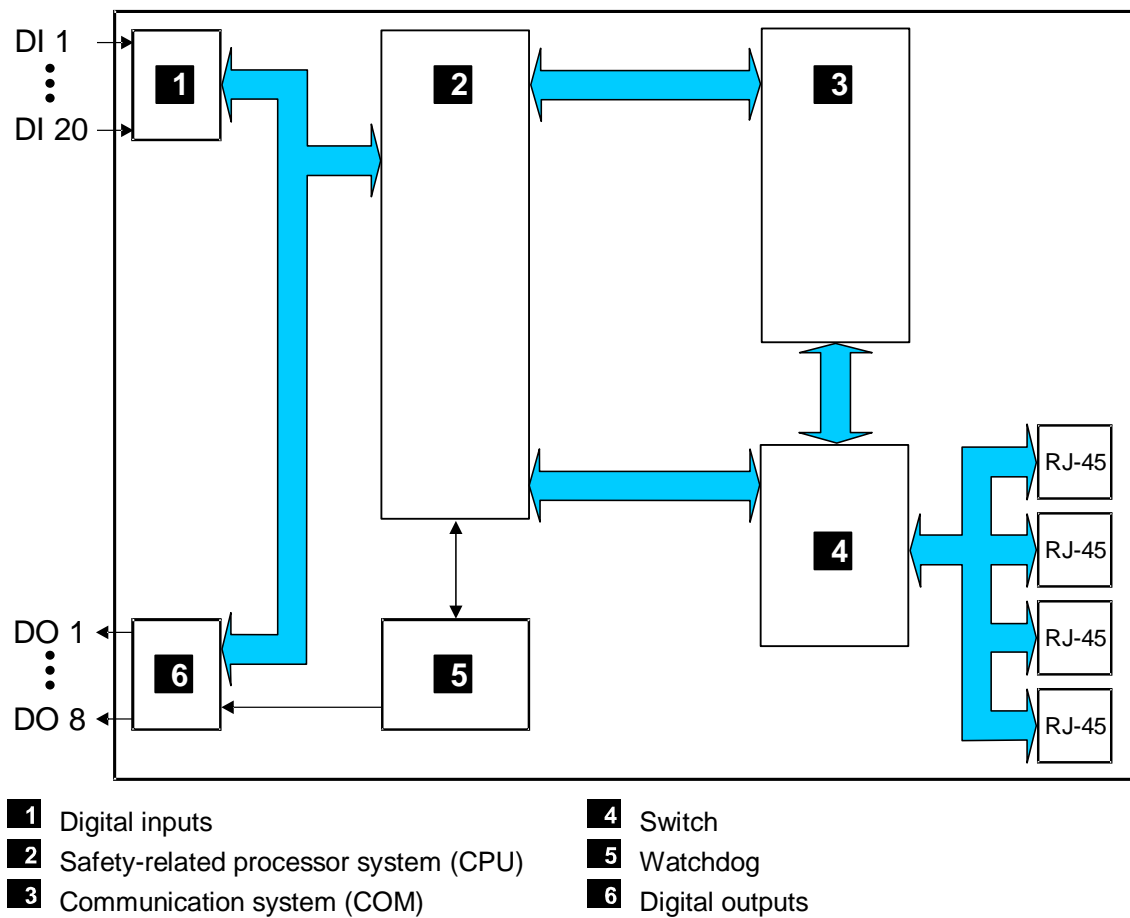 DI 1
DI 20
1
2
3
RJ-45
RJ-45
4
RJ-45
RJ-45
DO 1
DO 8
6
5
1 Digital inputs
2 Safety-related processor system (CPU)
3 Communication system (COM)
4 Switch
5 Watchdog
6 Digital outputs